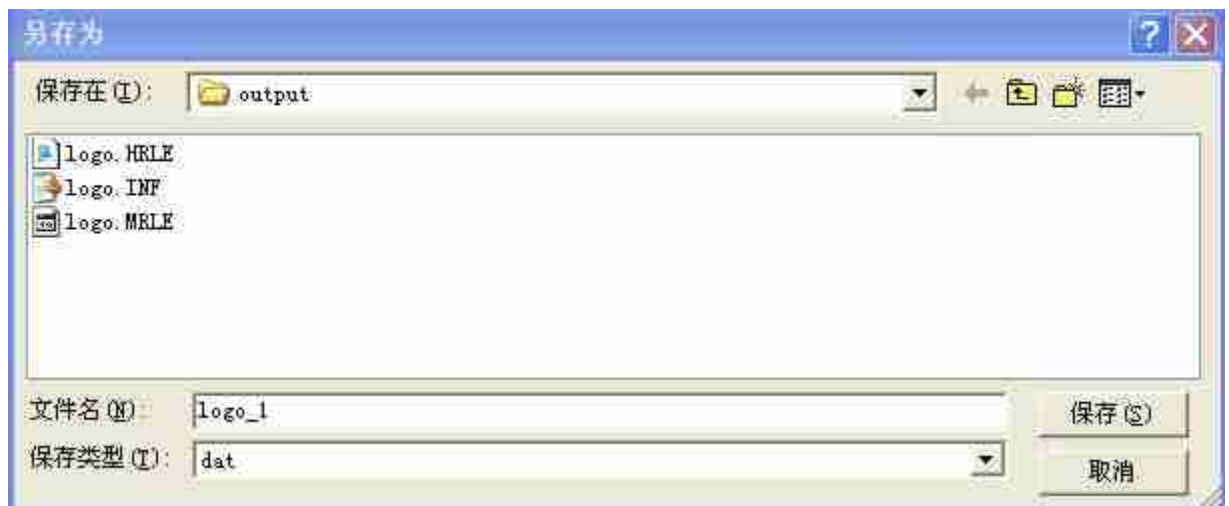 另存为
保存在(I): output
logo.HRLE
logo.INF
logo.MRLE
文件名(N): logo_1 保存(S)
保存类型(T): dat 取消